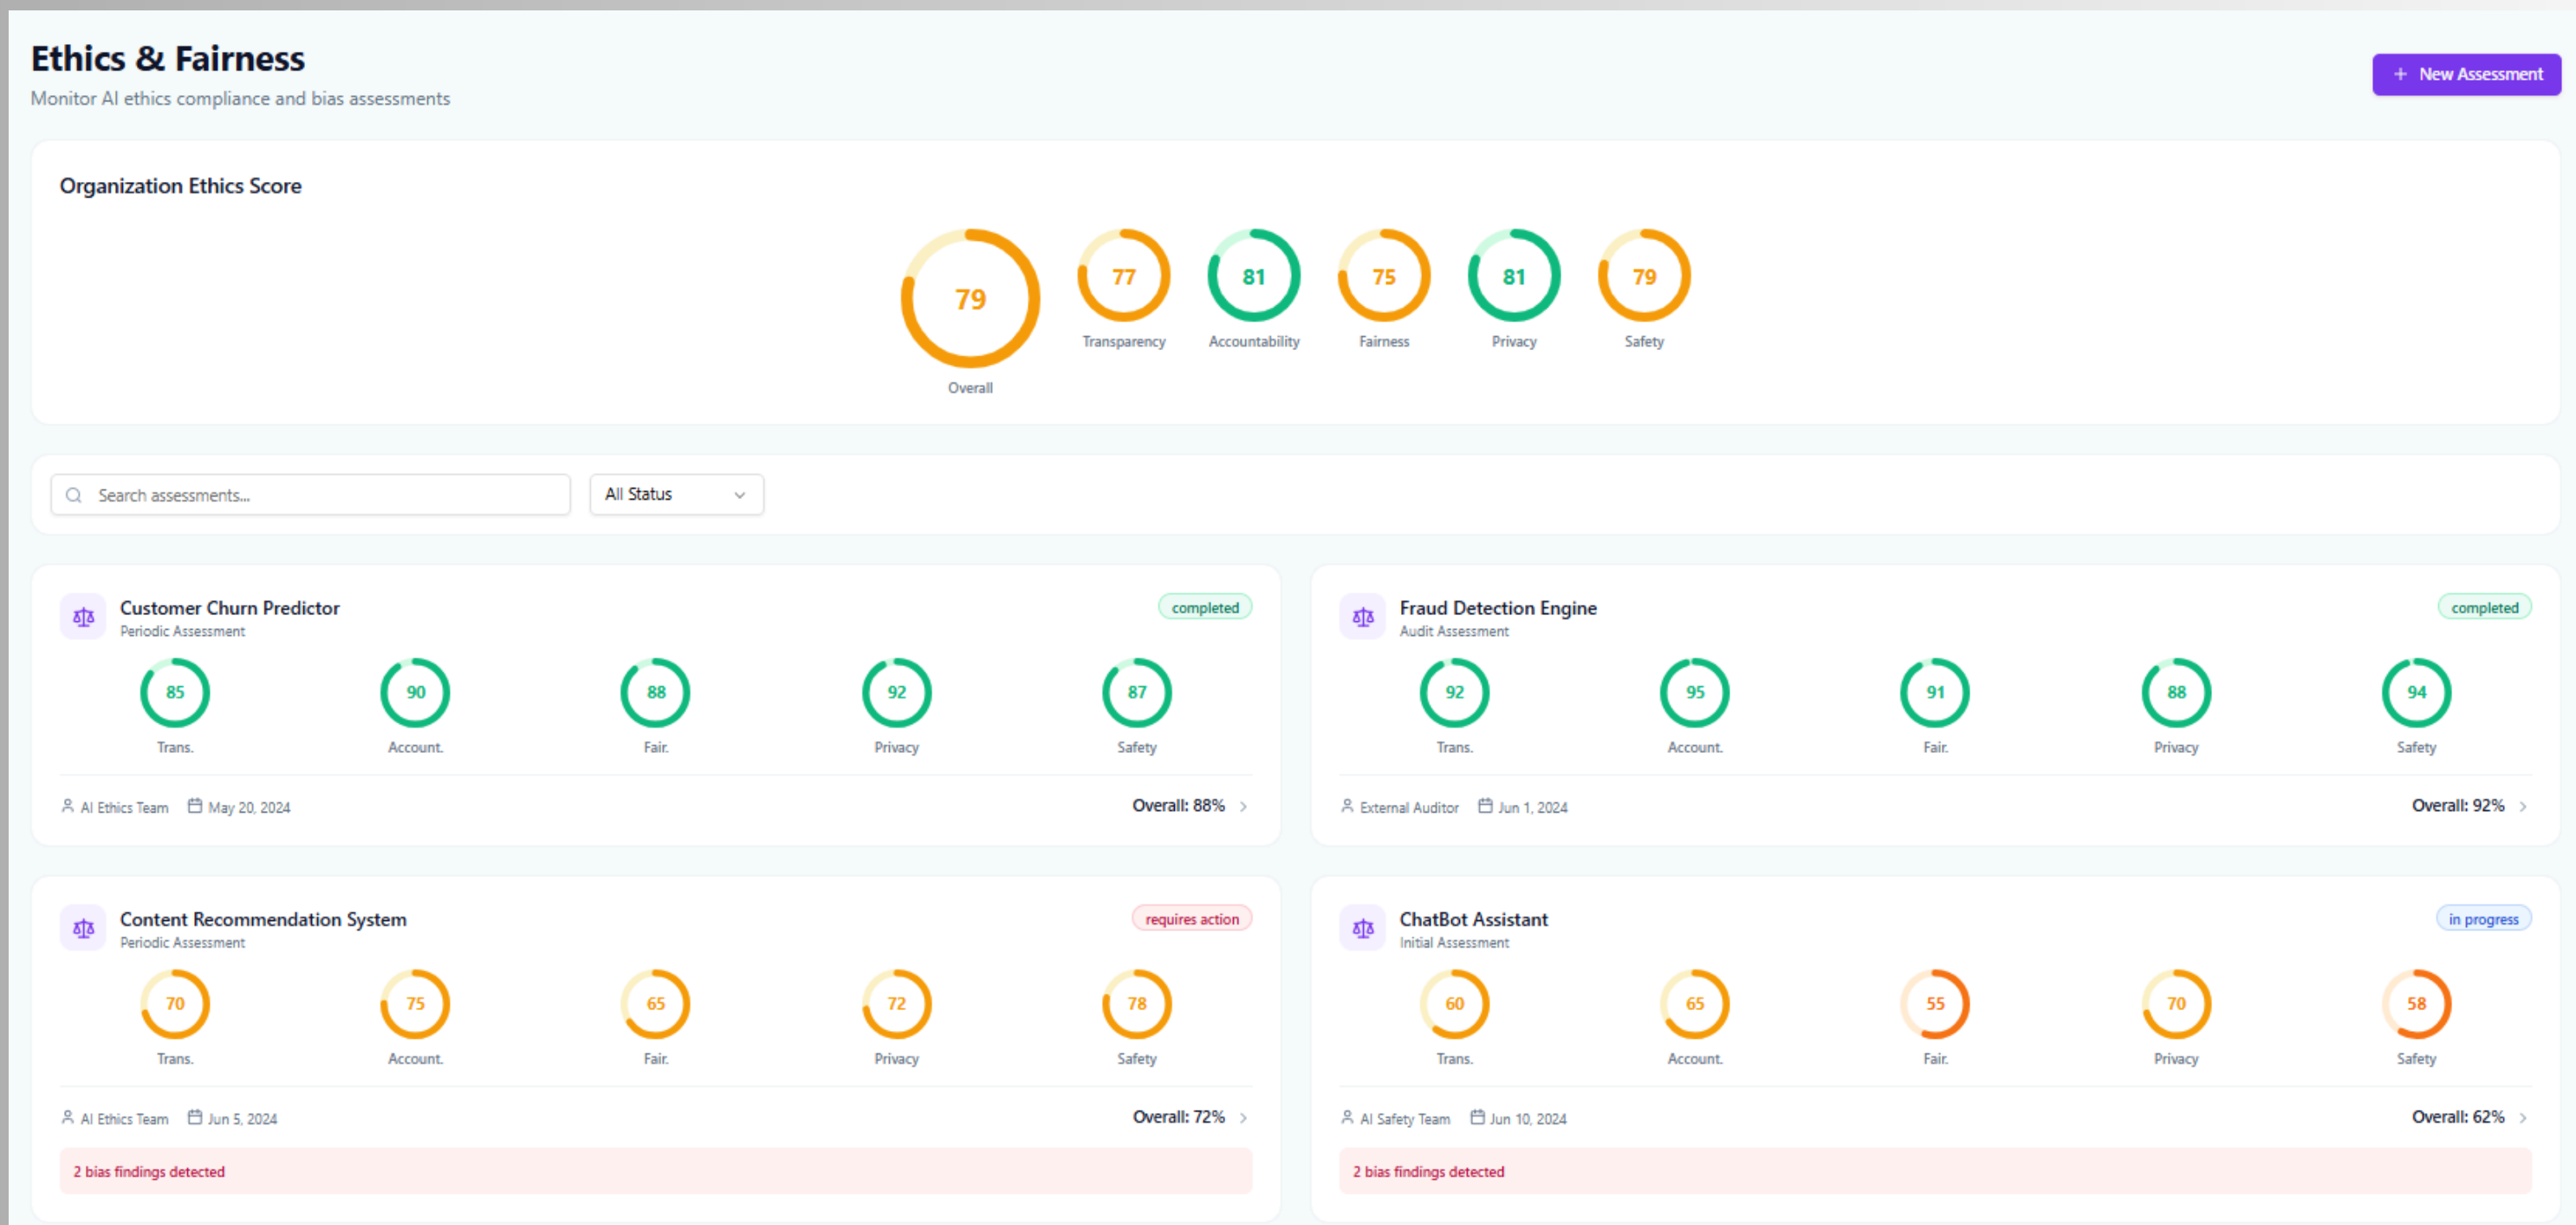 Ethics & Fairness
Monitor AI ethics compliance and bias assessments
+ New Assessment
Organization Ethics Score
79
Overall
77
Transparency
81
Accountability
75
Fairness
81
Privacy
79
Safety
Search assessments...
All Status
Customer Churn Predictor
Periodic Assessment
completed
85 90 88 92 87
Trans. Account. Fair. Privacy Safety
AI Ethics Team May 20, 2024 Overall: 88%
Fraud Detection Engine
Audit Assessment
completed
92 95 91 88 94
Trans. Account. Fair. Privacy Safety
External Auditor Jun 1, 2024 Overall: 92%
Content Recommendation System
Periodic Assessment
requires action
70 75 65 72 78
Trans. Account. Fair. Privacy Safety
AI Ethics Team Jun 5, 2024 Overall: 72%
2 bias findings detected
ChatBot Assistant
Initial Assessment
in progress
60 65 55 70 58
Trans. Account. Fair. Privacy Safety
AI Safety Team Jun 10, 2024 Overall: 62%
2 bias findings detected